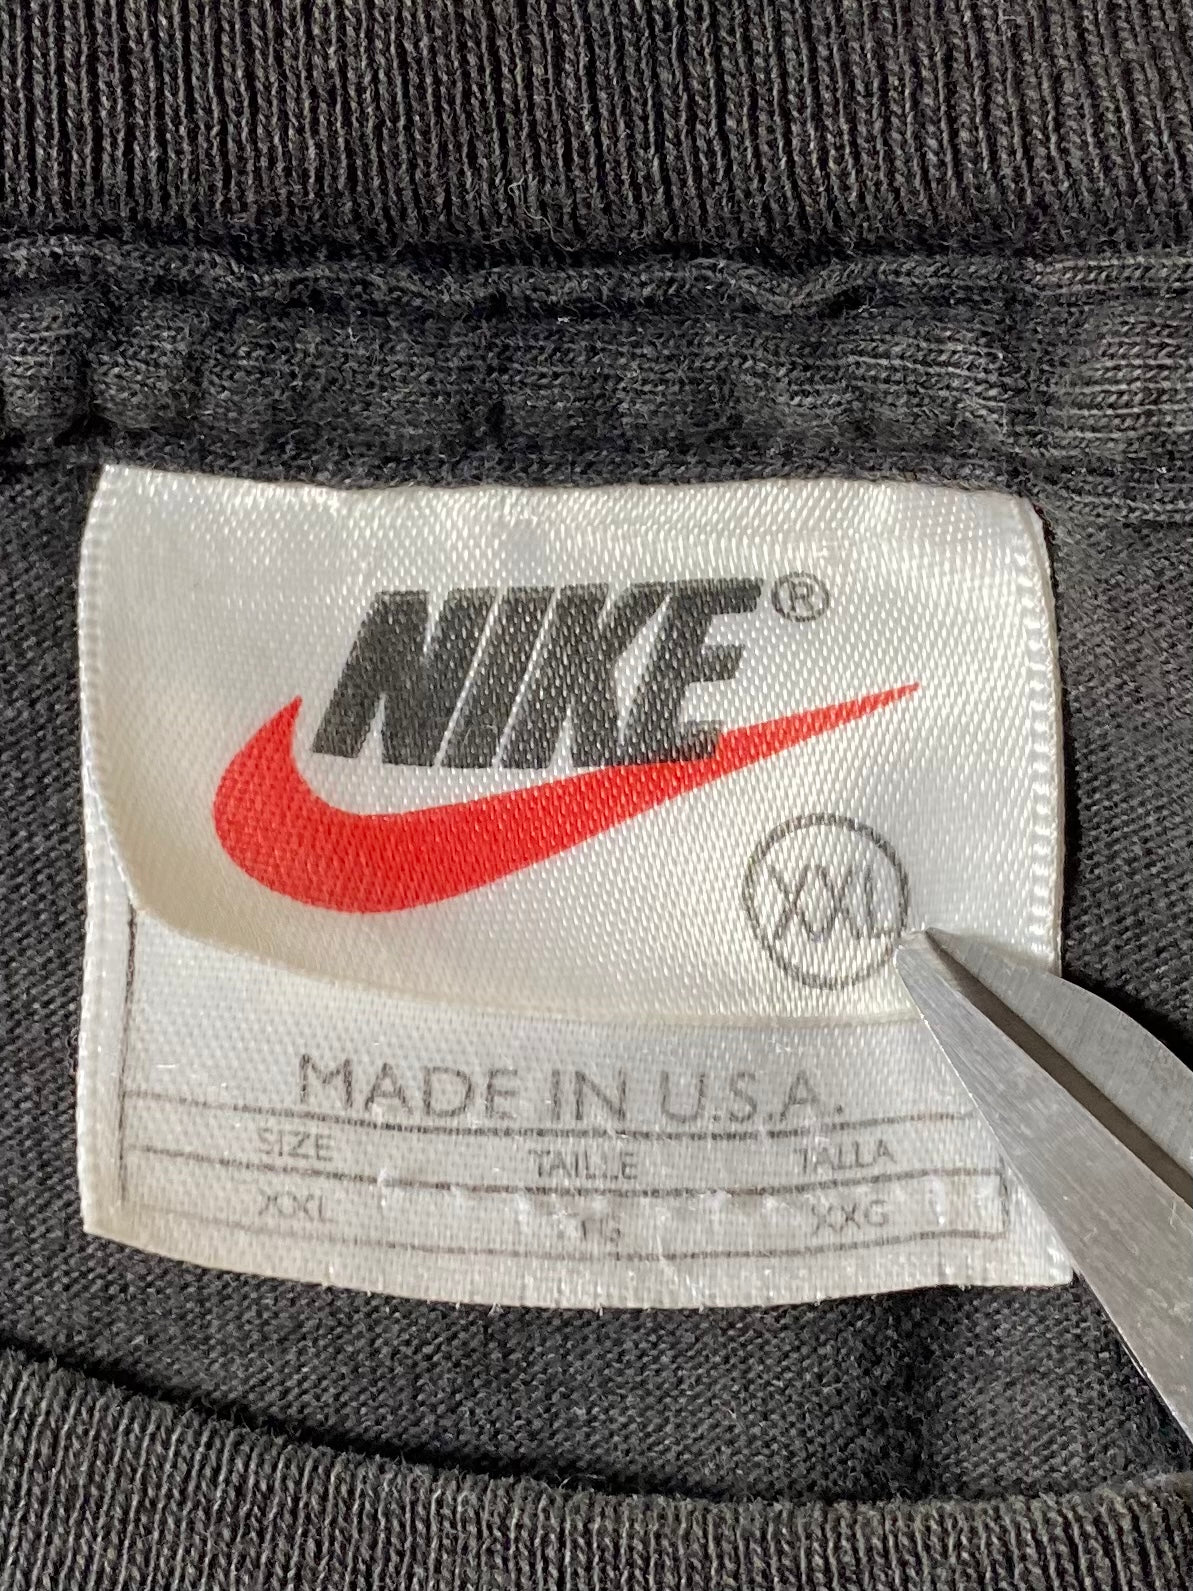 NIKE®
XXL
MADE IN U.S.A.
SIZE TAILLE TALLA
XXL XXG